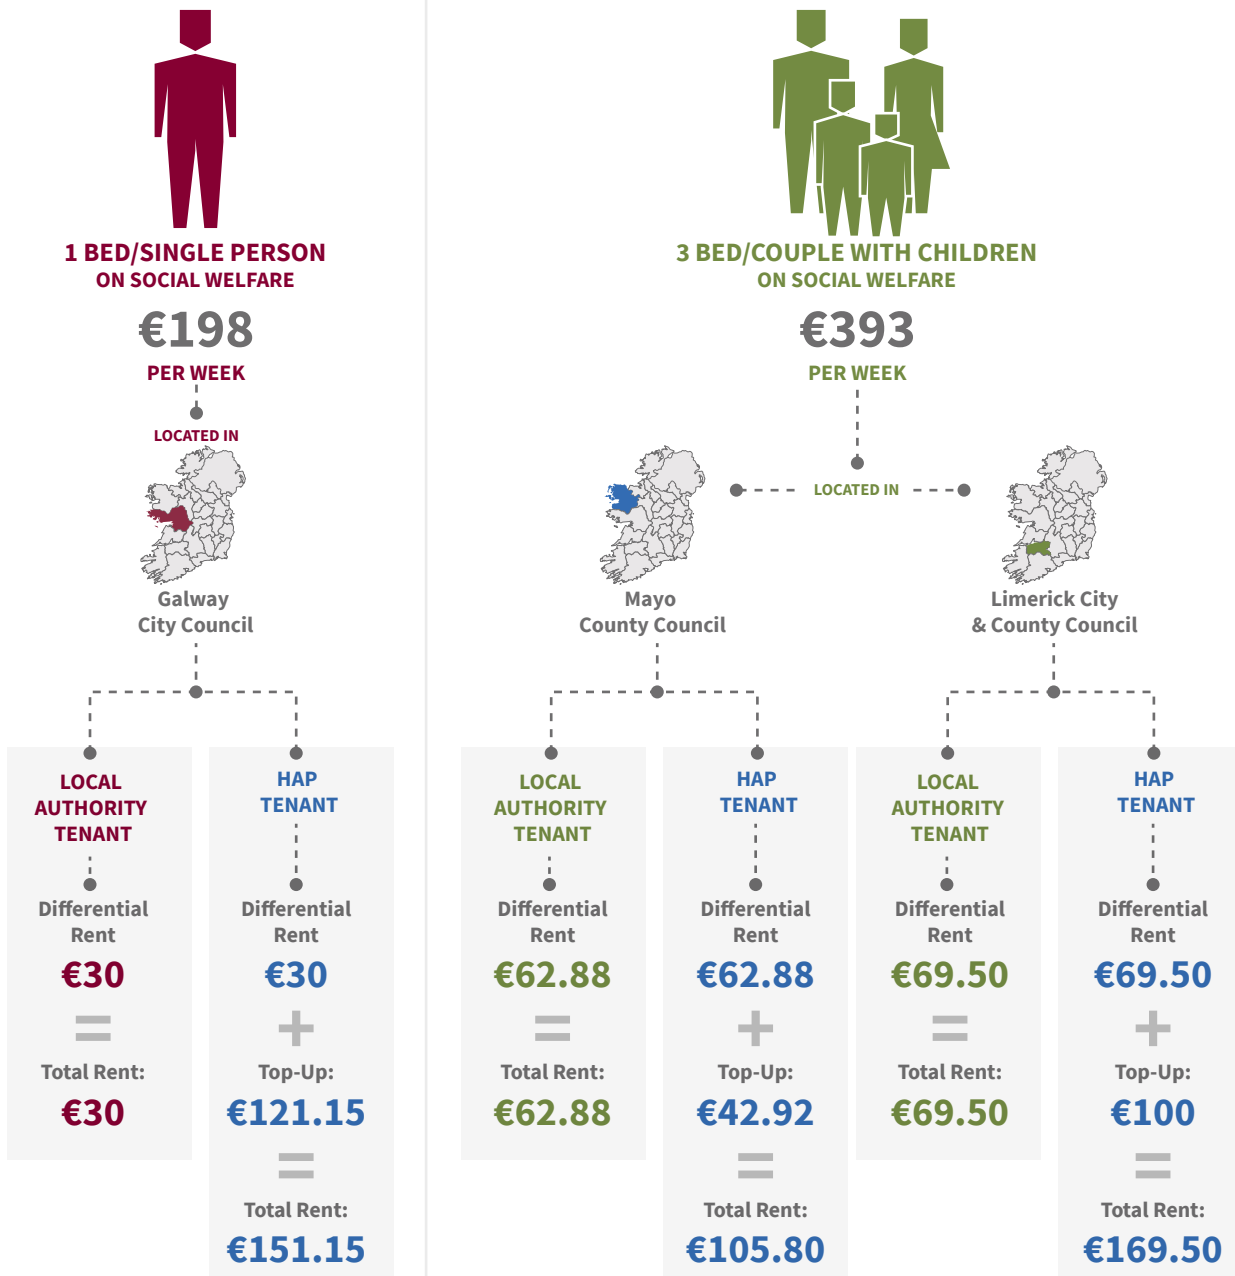 1 BED/SINGLE PERSON
ON SOCIAL WELFARE
€198
PER WEEK
LOCATED IN
Galway
City Council
LOCAL
AUTHORITY
TENANT
Differential
Rent
€30
=
Total Rent:
€30
HAP
TENANT
Differential
Rent
€30
+
Top-Up:
€121.15
=
Total Rent:
€151.15
3 BED/COUPLE WITH CHILDREN
ON SOCIAL WELFARE
€393
PER WEEK
LOCATED IN
Mayo
County Council
LOCAL
AUTHORITY
TENANT
Differential
Rent
€62.88
=
Total Rent:
€62.88
HAP
TENANT
Differential
Rent
€62.88
+
Top-Up:
€42.92
=
Total Rent:
€105.80
Limerick City
& County Council
LOCAL
AUTHORITY
TENANT
Differential
Rent
€69.50
=
Total Rent:
€69.50
HAP
TENANT
Differential
Rent
€69.50
+
Top-Up:
€100
=
Total Rent:
€169.50